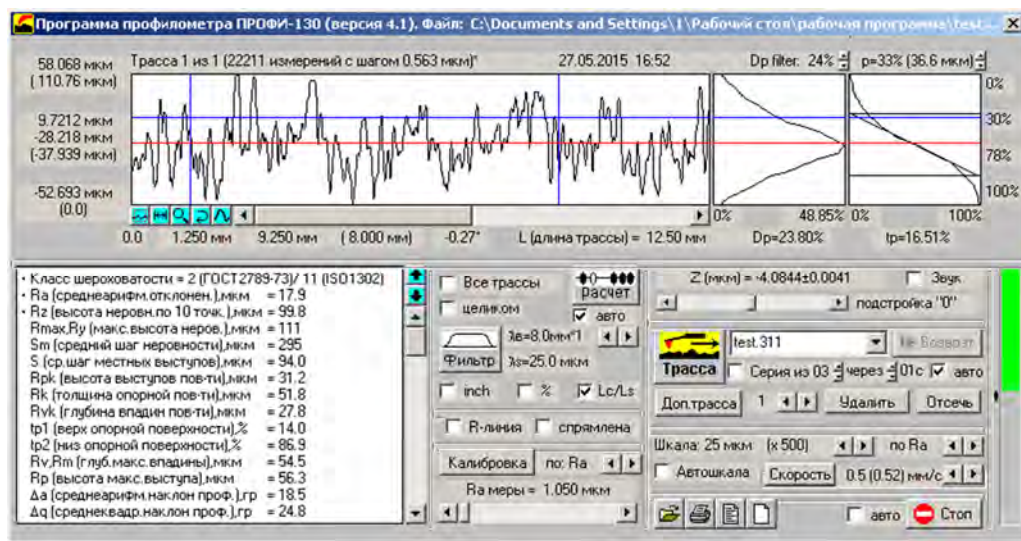 Программа профилометра ПРОФИ-130 (версия 4.1). Файл: C:\Documents and Settings\1\Рабочий стол\рабочая программа\test...
58.068 мкм Трасса 1 из 1 (22211 измерений с шагом 0.563 мкм)" 27.05.2015 16:52 Dp filter: 24% p=33% (36.6 мкм)
(110.76 мкм) 0%
9.7212 мкм 30%
-28.218 мкм
(-37.939 мкм) 78%
-52.693 мкм 100%
(0.0) 0% 48.85% 0% 100%
0.0 1.250 мм 9.250 мм (8.000 мм) -0.27° L (длина трассы) = 12.50 мм Dp=23.80% tp=16.51%
• Класс шероховатости = 2 (ГОСТ2789-73)/ 11 (ISO1302)
• Ra (среднеарифм.отклонен.),мкм = 17.9
• Rz (высота неровн.по 10 точк.),мкм = 99.8
Rmax,Ry (макс.высота неров.),мкм = 111
Sm (средний шаг неровности),мкм = 295
S (ср.шаг местных выступов),мкм = 94.0
Rpk (высота выступов пов-ти),мкм = 31.2
Rk (толщина опорной пов-ти),мкм = 51.8
Rvk (глубина впадин пов-ти),мкм = 27.8
tp1 (верх опорной поверхности),% = 14.0
tp2 (низ опорной поверхности),% = 86.9
Rv,Rm (глуб.макс.впадины),мкм = 54.5
Rp (высота макс.выступа),мкм = 56.3
Δa (среднеарифм.наклон проф.),гр = 18.5
Δq (среднеквадр.наклон проф.),гр = 24.8
Все трассы Расчет
целиком авто
λв=8.0мм*1
Фильтр λs=25.0 мкм
inch % Lc/Ls
R-линия спрямлена
Калибровка по: Ra
Ra меры = 1.050 мкм
Z (мкм) = -4.0844±0.0041 Звук
подстройка "0"
test.311 Не Возврат
Трасса Серия из 03 через 01с авто
Доп.трасса 1 Удалить Отсечь
Шкала: 25 мкм (x 500) по Ra
Автошкала Скорость 0.5 (0.52) мм/с
авто Стоп